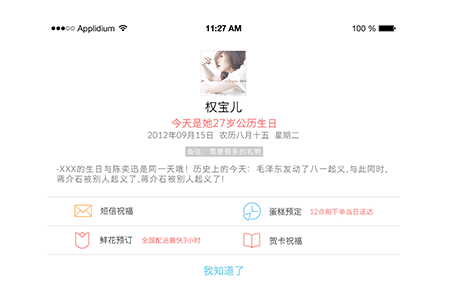 Applidium 11:27 AM 100 %
权宝儿
今天是她27岁公历生日
2012年09月15日 农历八月十五 星期二
备注：需要很多的礼物
-XXX的生日与陈奕迅是同一天哦！历史上的今天：毛泽东发动了八一起义，与此同时，
蒋介石被别人起义了，蒋介石被别人起义了！
短信祝福
蛋糕预定 12点前下单当日送达
鲜花预订 全国配送最快3小时
贺卡祝福
我知道了